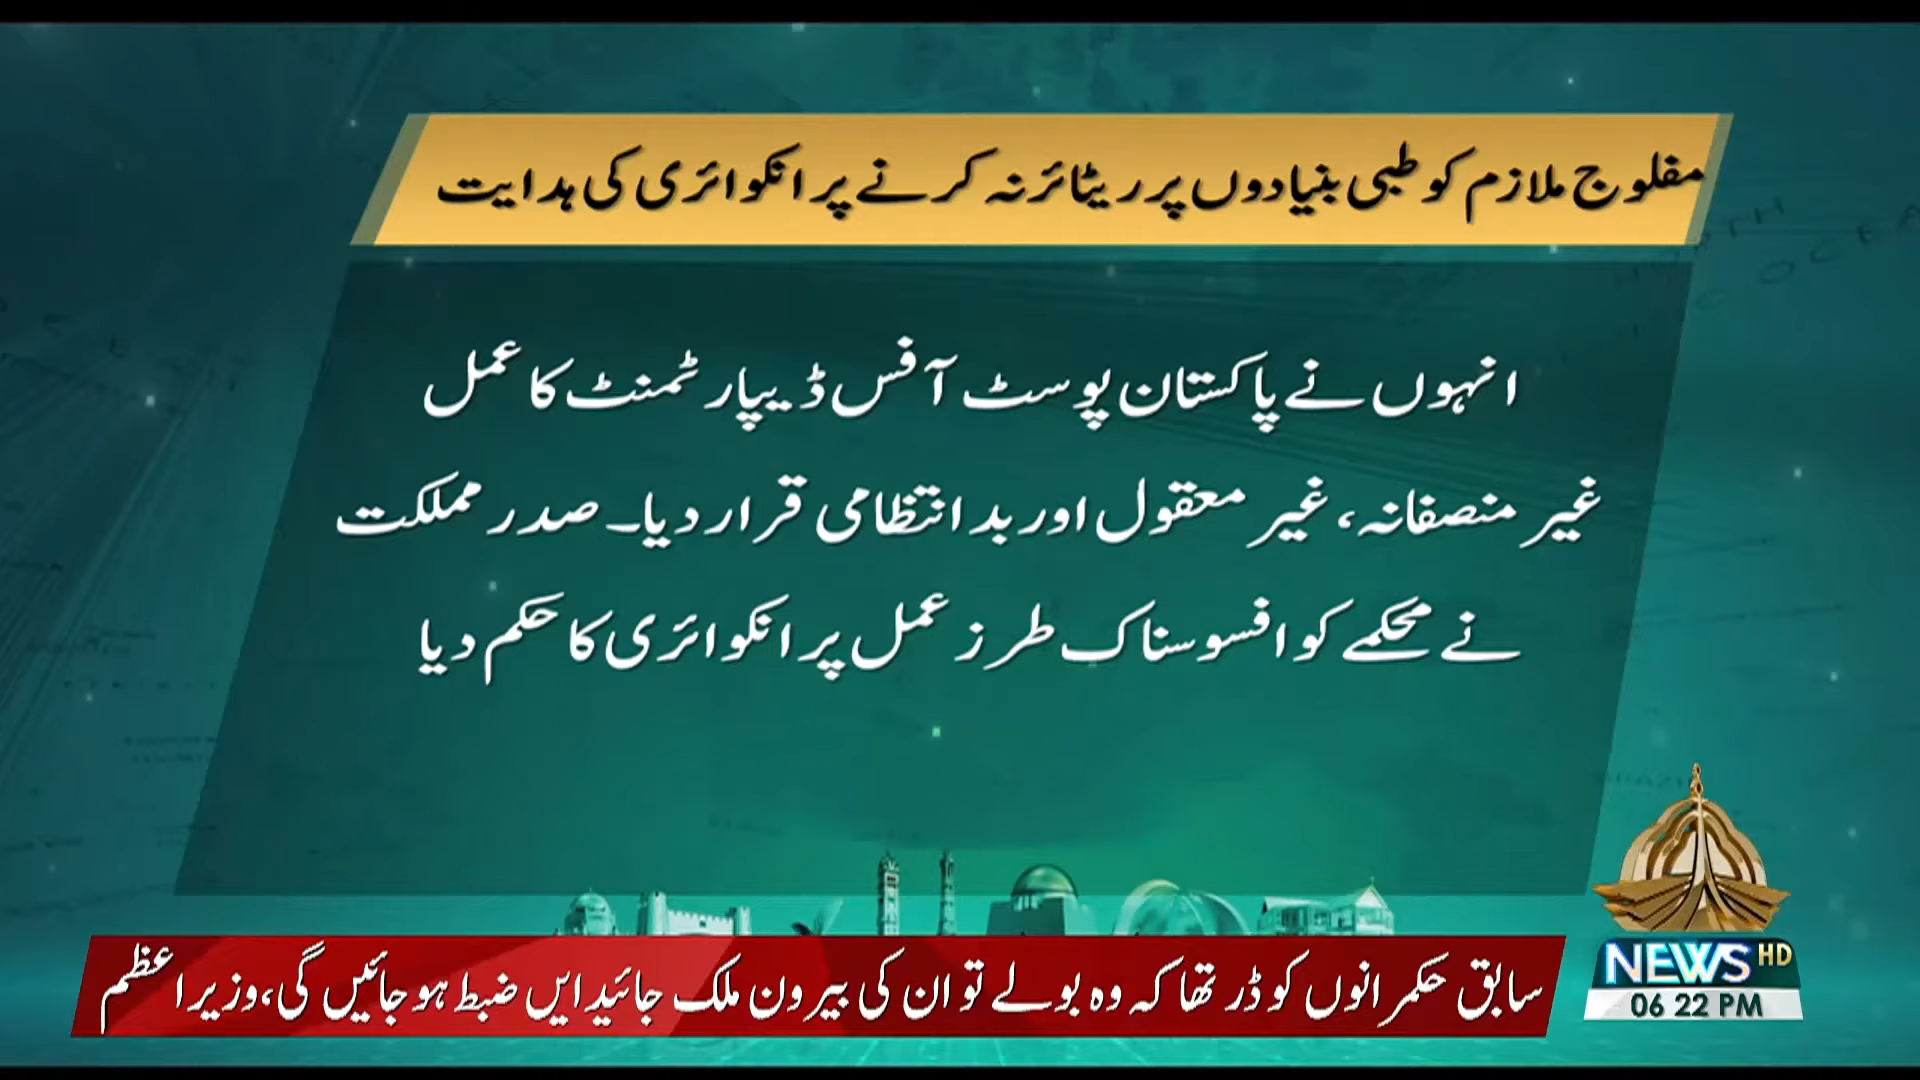 مفلوج ملازم کو طبی بنیادوں پر ریٹائر نہ کرنے پر انکوائری کی ہدایت
انہوں نے پاکستان پوسٹ آفس ڈیپارٹمنٹ کا عمل
غیر منصفانہ، غیر معقول اور بد انتظامی قرار دیا۔ صدر مملکت
نے محکمے کو افسوسناک طرز عمل پر انکوائری کا حکم دیا
سابق حکمرانوں کو ڈر تھا کہ وہ بولے تو ان کی بیرون ملک جائیدایں ضبط ہو جائیں گی، وزیراعظم
NEWS HD
06 22 PM